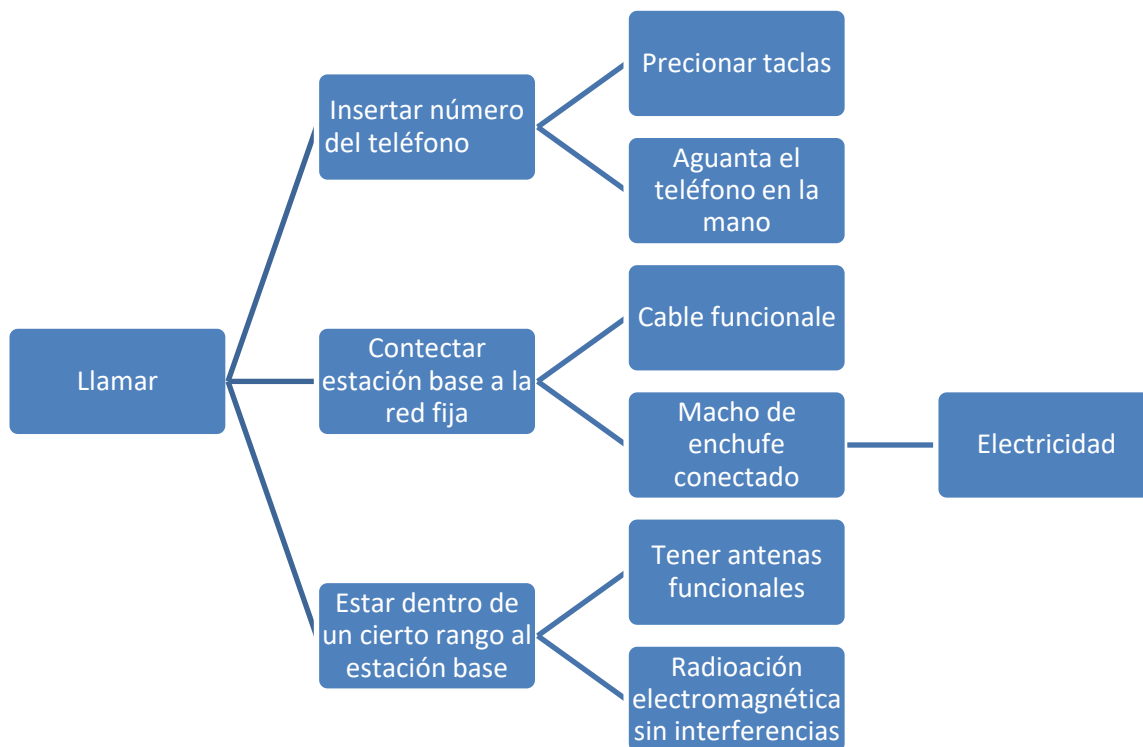 Llamar
Insertar número
del teléfono
Precionar taclas
Aguanta el
teléfono en la
mano
Contectar
estación base a la
red fija
Cable funcionale
Macho de
enchufe
conectado
Electricidad
Estar dentro de
un cierto rango al
estación base
Tener antenas
funcionales
Radioación
electromagnética
sin interferencias